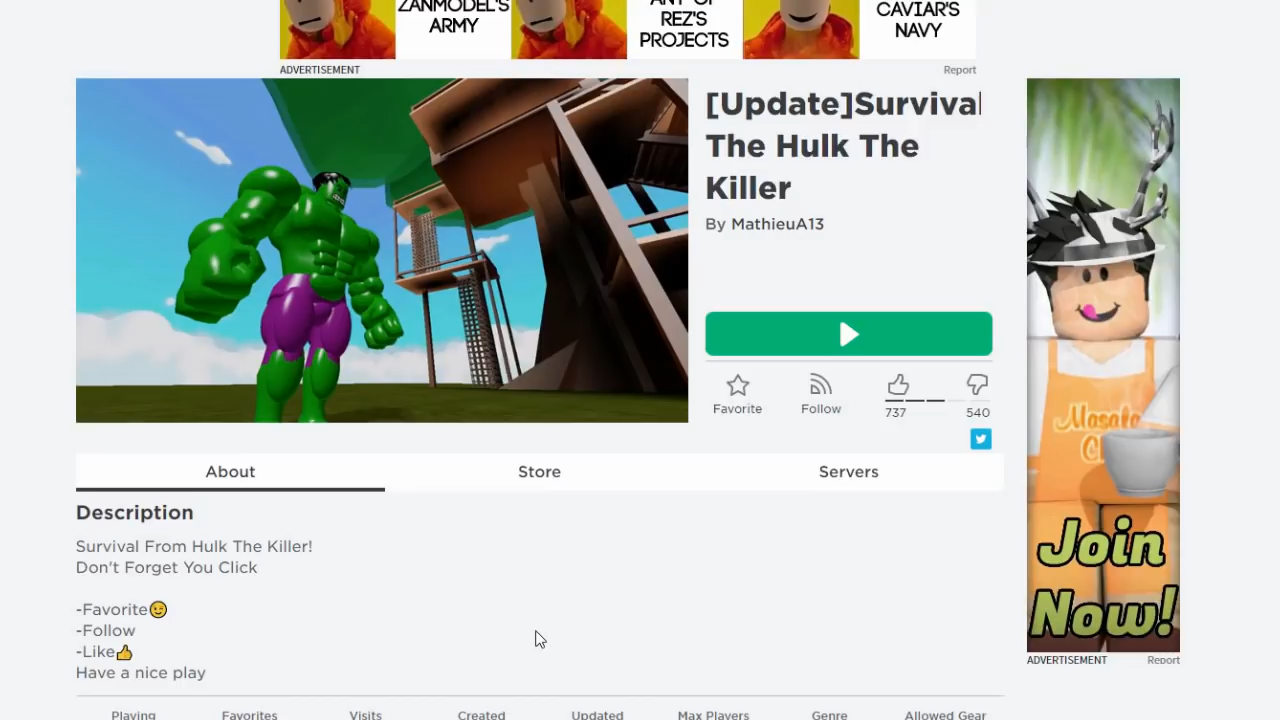 ZANMODEL'S
ARMY
ANY OF
REZ'S
PROJECTS
CAVIAR'S
NAVY
ADVERTISEMENT
Report
[Update]Survival
The Hulk The
Killer
By MathieuA13
Favorite
Follow
737
540
About
Store
Servers
Description
Survival From Hulk The Killer!
Don't Forget You Click
-Favorite😉
-Follow
-Like👍
Have a nice play
Playing
Favorites
Visits
Created
Updated
Max Players
Genre
Allowed Gear
Join
Now!
ADVERTISEMENT
Report